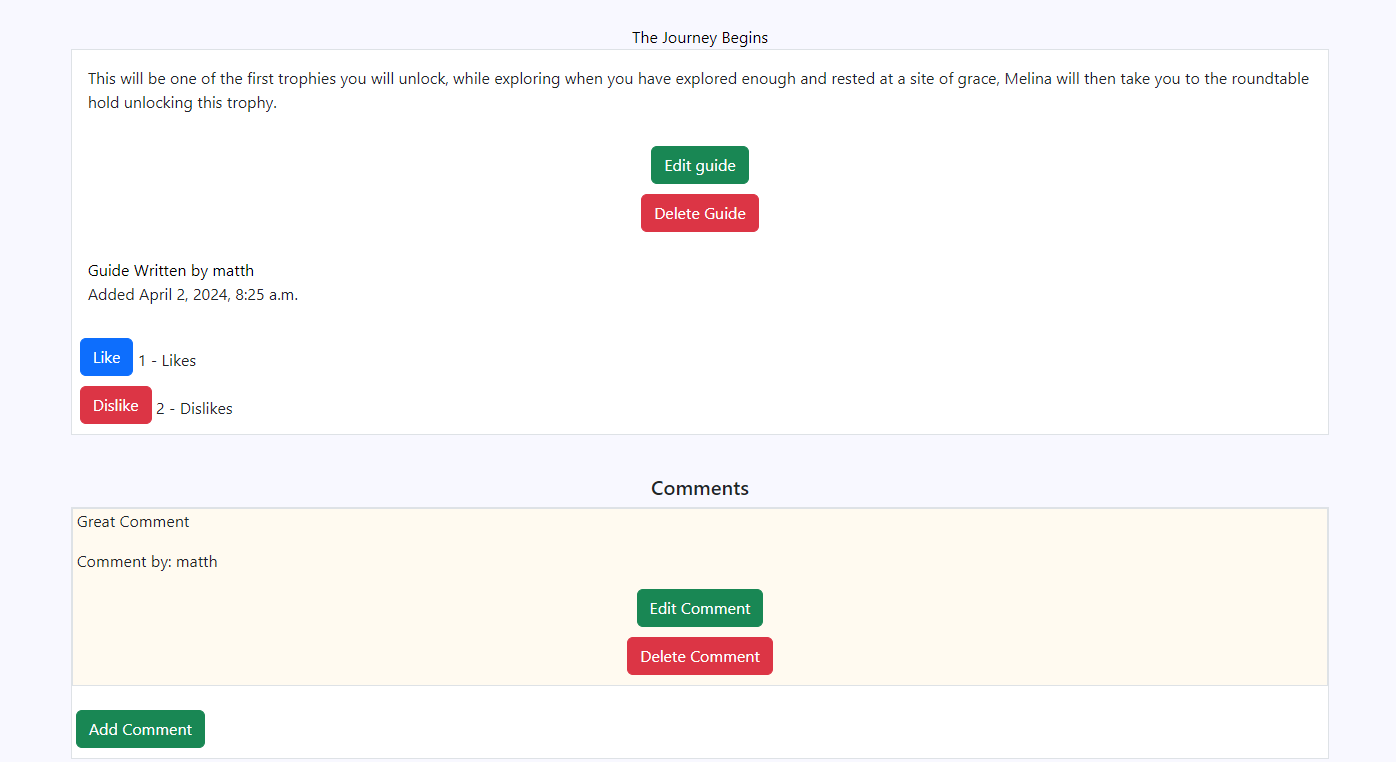 The Journey Begins
This will be one of the first trophies you will unlock, while exploring when you have explored enough and rested at a site of grace, Melina will then take you to the roundtable
hold unlocking this trophy.
Edit guide
Delete Guide
Guide Written by matth
Added April 2, 2024, 8:25 a.m.
Like 1 - Likes
Dislike 2 - Dislikes
Comments
Great Comment
Comment by: matth
Edit Comment
Delete Comment
Add Comment